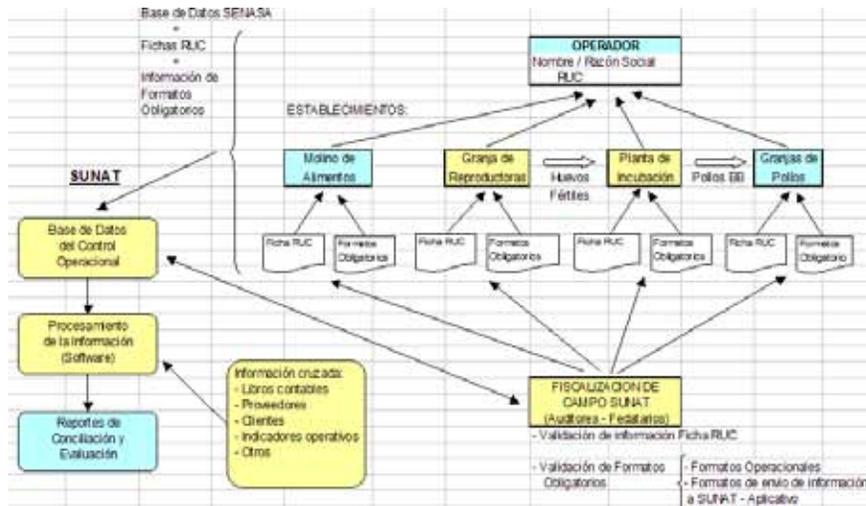 Base de Datos SENASA
+
Fichas RUC
+
Información de
Formatos
Obligatorios
OPERADOR
Nombre / Razón Social
RUC
ESTABLECIMIENTOS:
Molino de
Alimentos
Granja de
Reproductoras
Huevos
Fértiles
Planta de
Incubación
Pollos BB
Granjas de
Pollos
SUNAT
Ficha RUC
Formatos
Obligatorios
Ficha RUC
Formatos
Obligatorios
Ficha RUC
Formatos
Obligatorios
Ficha RUC
Formatos
Obligatorio
Base de Datos
del Control
Operacional
Procesamiento
de la Información
(Software)
Reportes de
Conciliación y
Evaluación
Información cruzada:
- Libros contables
- Proveedores
- Clientes
- Indicadores operativos
- Otros
FISCALIZACION DE
CAMPO SUNAT
(Auditores - Fedatarios)
- Validación de información Ficha RUC
- Validación de Formatos
Obligatorios
- Formatos Operacionales
- Formatos de envio de información
a SUNAT - Aplicativo